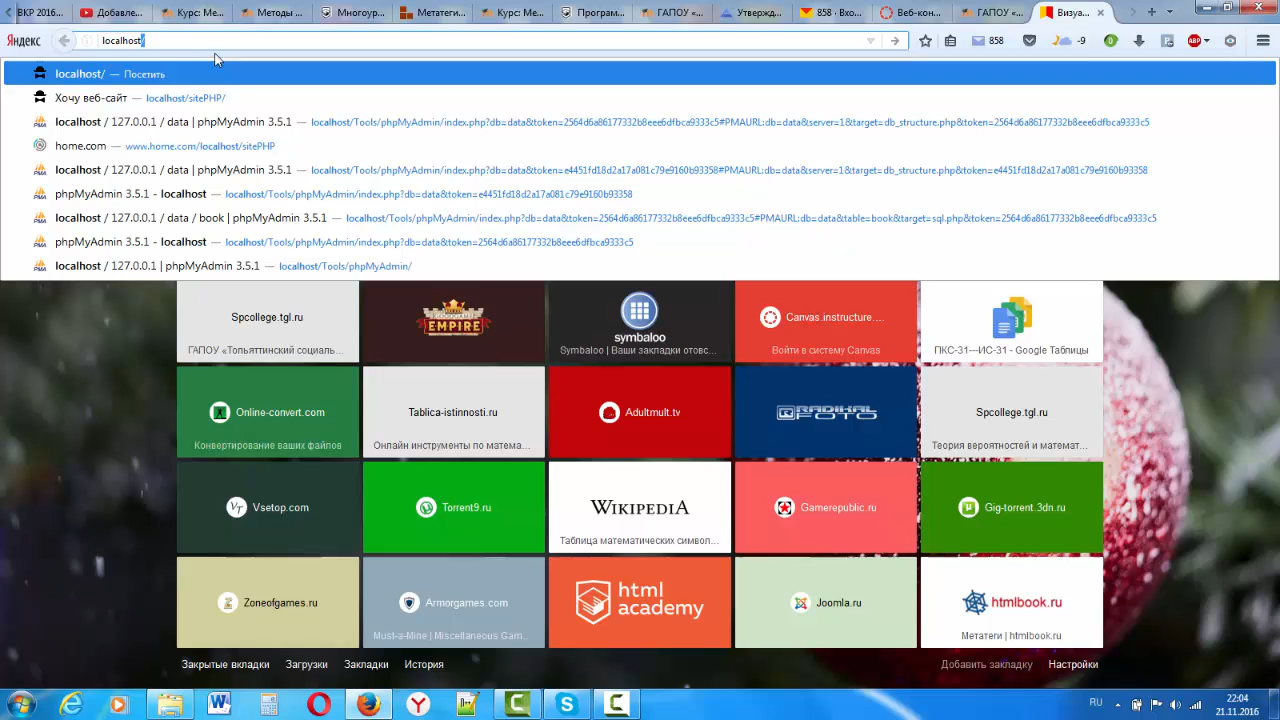 ВКР 2016...
Добавле...
Курс Ме...
Методы ...
Многоур...
Метатеги...
Курс Ме...
Програм...
ГАПОУ «...
Утвержд...
858 - Вхо...
Веб-кон...
ГАПОУ «...
Визуа...
Яндекс
localhost/
858
-9
0
ABP
localhost/ — Посетить
Хочу веб-сайт — localhost/sitePHP/
localhost / 127.0.0.1 / data | phpMyAdmin 3.5.1 — localhost/Tools/phpMyAdmin/index.php?db=data&token=2564d6a86177332b8eee6dfbca9333c5#PMAURL:db=data&server=1&target=db_structure.php&token=2564d6a86177332b8eee6dfbca9333c5
home.com — www.home.com/localhost/sitePHP
localhost / 127.0.0.1 / data | phpMyAdmin 3.5.1 — localhost/Tools/phpMyAdmin/index.php?db=data&token=e4451fd18d2a17a081c79e9160b93358#PMAURL:db=data&server=1&target=db_structure.php&token=e4451fd18d2a17a081c79e9160b93358
phpMyAdmin 3.5.1 - localhost — localhost/Tools/phpMyAdmin/index.php?db=data&token=e4451fd18d2a17a081c79e9160b93358
localhost / 127.0.0.1 / data / book | phpMyAdmin 3.5.1 — localhost/Tools/phpMyAdmin/index.php?db=data&token=2564d6a86177332b8eee6dfbca9333c5#PMAURL:db=data&table=book&target=sql.php&token=2564d6a86177332b8eee6dfbca9333c5
phpMyAdmin 3.5.1 - localhost — localhost/Tools/phpMyAdmin/index.php?db=data&token=2564d6a86177332b8eee6dfbca9333c5
localhost / 127.0.0.1 | phpMyAdmin 3.5.1 — localhost/Tools/phpMyAdmin/
Spcollege.tgl.ru
ГАПОУ «Тольяттинский социаль...
EMPIRE
symbaloo
Symbaloo | Ваши закладки отовс...
Canvas.instructure....
Войти в систему Canvas
ПКС-31---ИС-31 - Google Таблицы
Online-convert.com
Конвертирование ваших файлов
Tablica-istinnosti.ru
Онлайн инструменты по матема...
Adultmult.tv
RADIKAL
FOTO
Spcollege.tgl.ru
Теория вероятностей и математ...
Vsetop.com
Torrent9.ru
WIKIPEDIA
Таблица математических символ...
Gamerepublic.ru
Gig-torrent.3dn.ru
Zoneofgames.ru
Armorgames.com
Must-a-Mine | Miscellaneous Gam...
html
academy
Joomla.ru
htmlbook.ru
Метатеги | htmlbook.ru
Закрытые вкладки
Загрузки
Закладки
История
Добавить закладку
Настройки
RU
22:04
21.11.2016